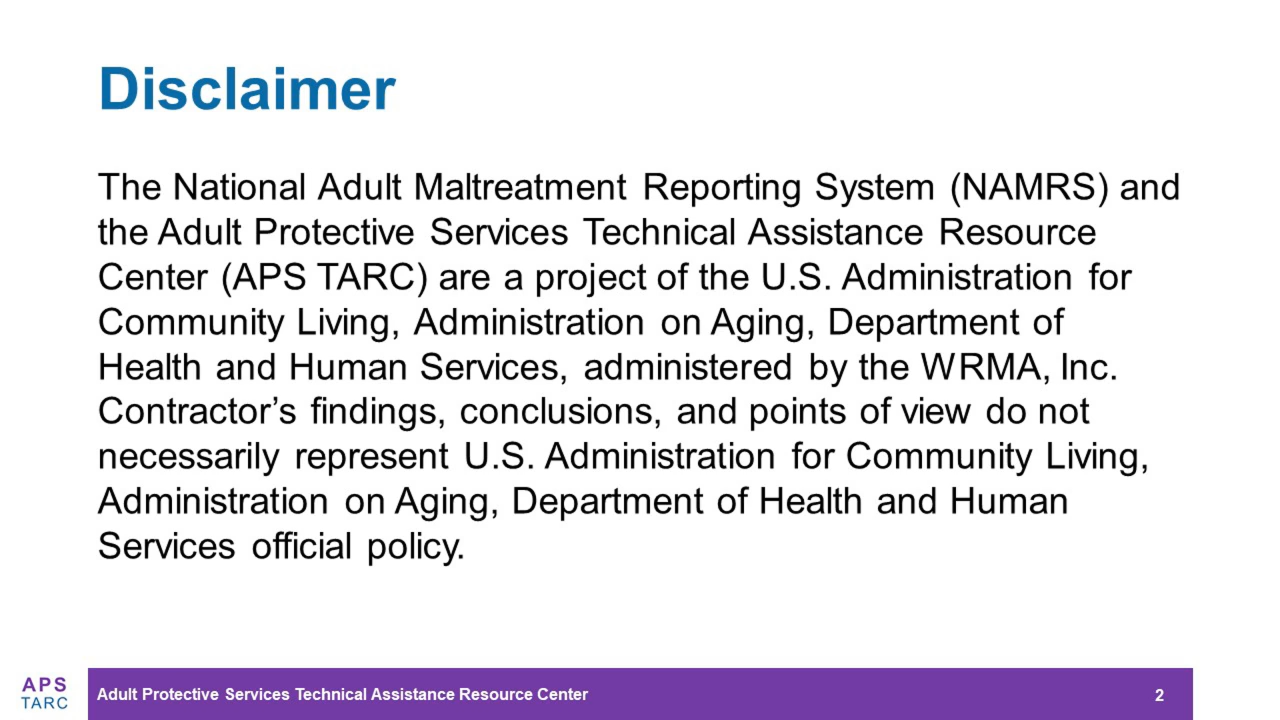 Disclaimer
The National Adult Maltreatment Reporting System (NAMRS) and
the Adult Protective Services Technical Assistance Resource
Center (APS TARC) are a project of the U.S. Administration for
Community Living, Administration on Aging, Department of
Health and Human Services, administered by the WRMA, Inc.
Contractor’s findings, conclusions, and points of view do not
necessarily represent U.S. Administration for Community Living,
Administration on Aging, Department of Health and Human
Services official policy.
APS
TARC
Adult Protective Services Technical Assistance Resource Center
2